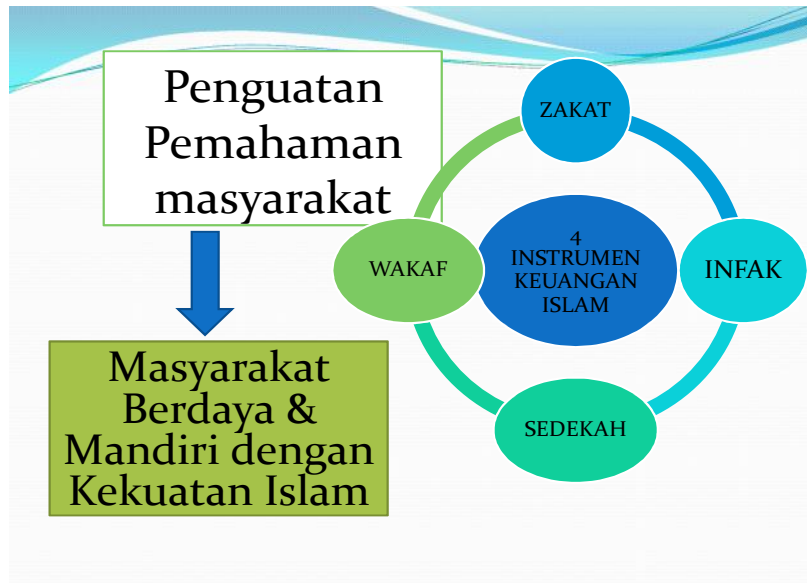 Penguatan
Pemahaman
masyarakat
Masyarakat
Berdaya &
Mandiri dengan
Kekuatan Islam
ZAKAT
WAKAF
4
INSTRUMEN
KEUANGAN
ISLAM
INFAK
SEDEKAH